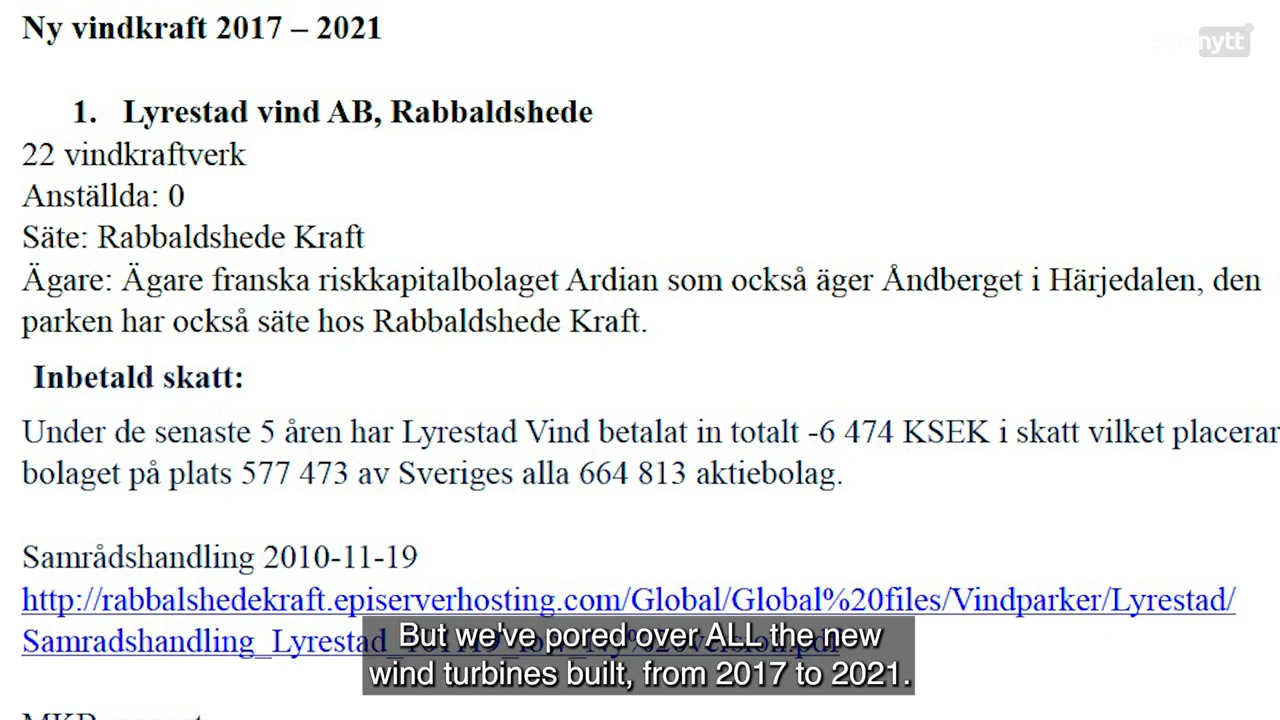 Ny vindkraft 2017 – 2021
nytt
1. Lyrestad vind AB, Rabbaldshede
22 vindkraftverk
Anställda: 0
Säte: Rabbaldshede Kraft
Ägare: Ägare franska riskkapitalbolaget Ardian som också äger Åndberget i Härjedalen, den
parken har också säte hos Rabbaldshede Kraft.
Inbetald skatt:
Under de senaste 5 åren har Lyrestad Vind betalat in totalt -6 474 KSEK i skatt vilket placerar
bolaget på plats 577 473 av Sveriges alla 664 813 aktiebolag.
Samrådshandling 2010-11-19
http://rabbalshedekraft.episerverhosting.com/Global/Global%20files/Vindparker/Lyrestad/
Samradshandling_Lyrestad
But we've pored over ALL the new
wind turbines built, from 2017 to 2021.